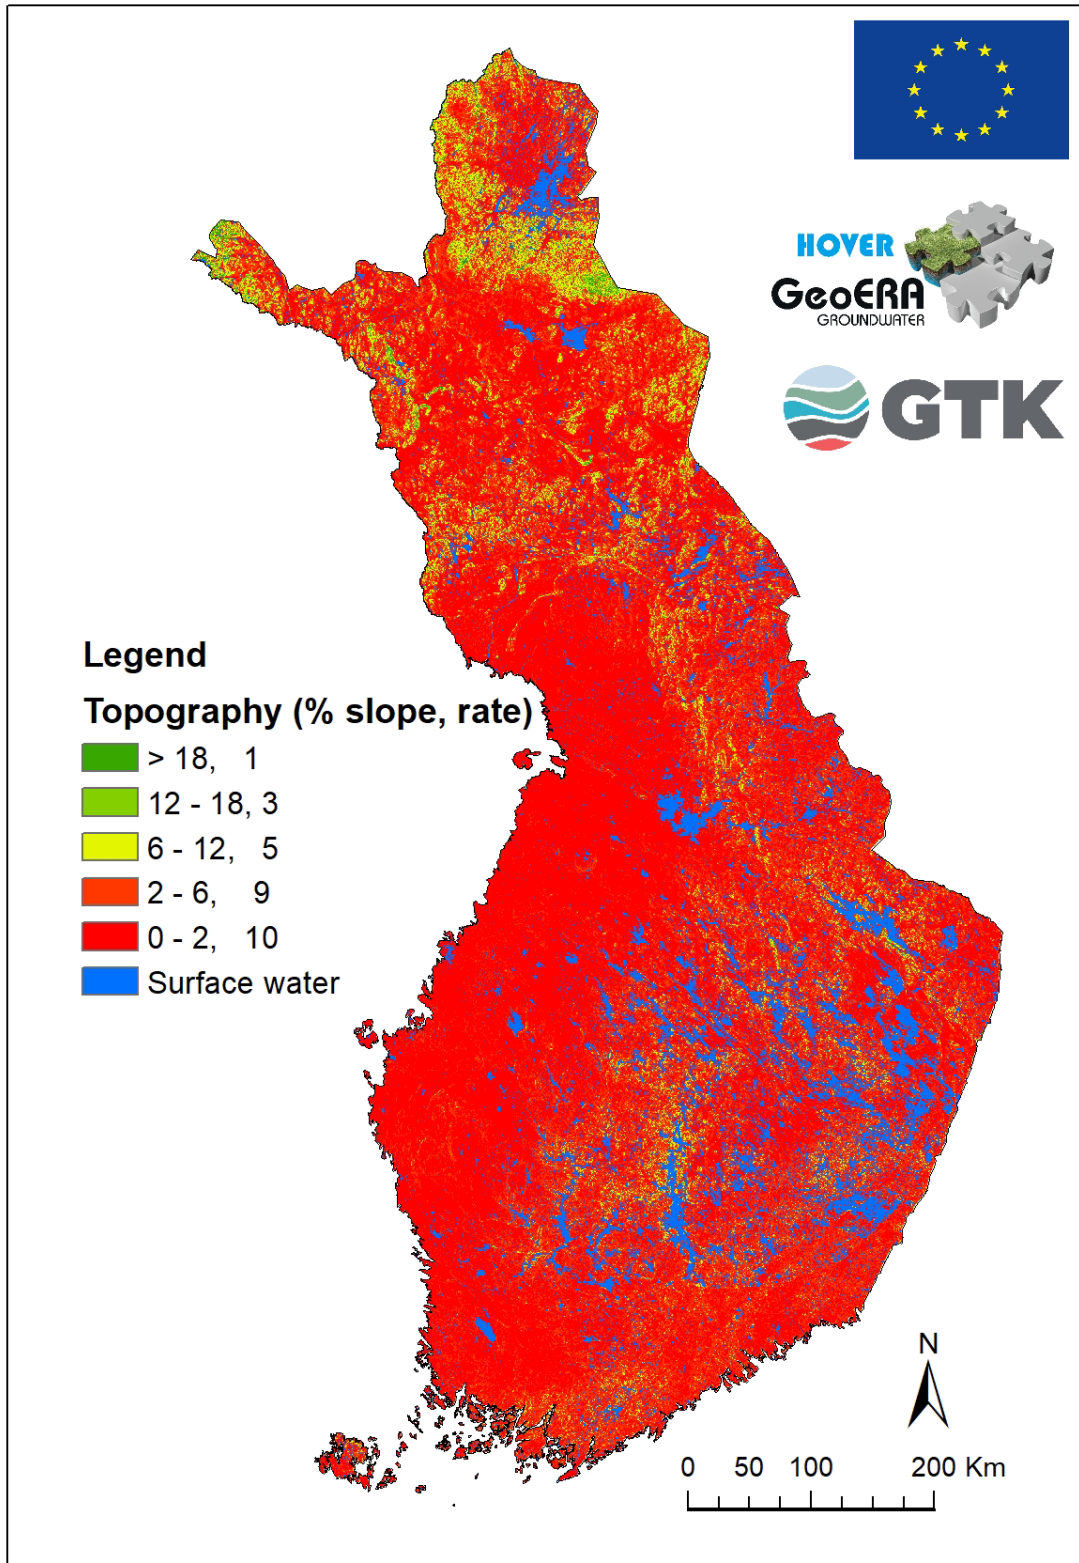 HOVER
GeoERA
GROUNDWATER
GTK
Legend
Topography (% slope, rate)
> 18, 1
12 - 18, 3
6 - 12, 5
2 - 6, 9
0 - 2, 10
Surface water
N
0 50 100 200 Km